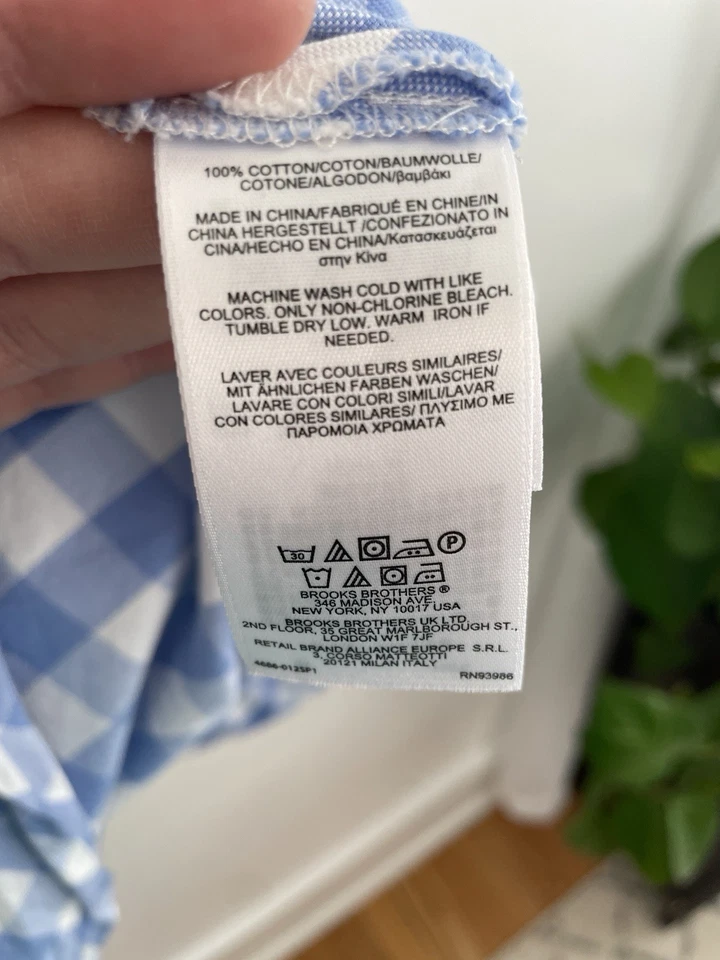 100% COTTON/COTON/BAUMWOLLE/
COTONE/ALGODON/βαμβάκι
MADE IN CHINA/FABRIQUÉ EN CHINE/IN
CHINA HERGESTELLT /CONFEZIONATO IN
CINA/HECHO EN CHINA/Κατασκευάζεται
στην Κίνα
MACHINE WASH COLD WITH LIKE
COLORS. ONLY NON-CHLORINE BLEACH.
TUMBLE DRY LOW. WARM IRON IF
NEEDED.
LAVER AVEC COULEURS SIMILAIRES/
MIT ÄHNLICHEN FARBEN WASCHEN/
LAVARE CON COLORI SIMILI/LAVAR
CON COLORES SIMILARES/ ΠΛΥΣΙΜΟ ΜΕ
ΠΑΡΟΜΟΙΑ ΧΡΩΜΑΤΑ
30 P
BROOKS BROTHERS ®
346 MADISON AVE.
NEW YORK, NY 10017 USA
BROOKS BROTHERS UK LTD.
2ND FLOOR, 35 GREAT MARLBOROUGH ST.,
LONDON W1F 7JF
RETAIL BRAND ALLIANCE EUROPE S.R.L.
3, CORSO MATTEOTTI
20121 MILAN ITALY
4686-0125P1 RN93986